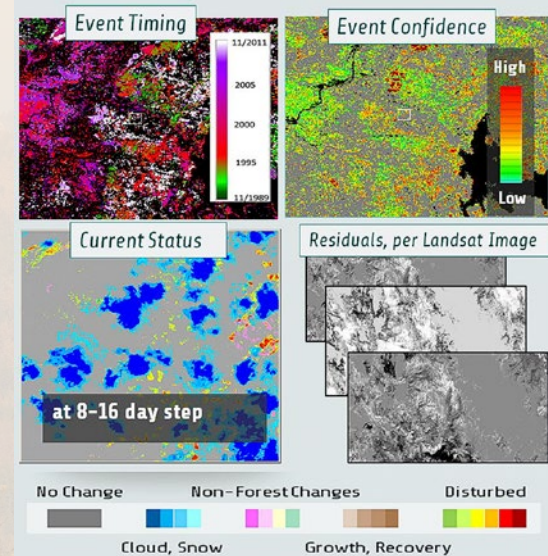 Event Timing
11/2011
2005
2000
1995
11/1989
Event Confidence
High
Low
Current Status
at 8-16 day step
Residuals, per Landsat Image
No Change
Non-Forest Changes
Disturbed
Cloud, Snow
Growth, Recovery